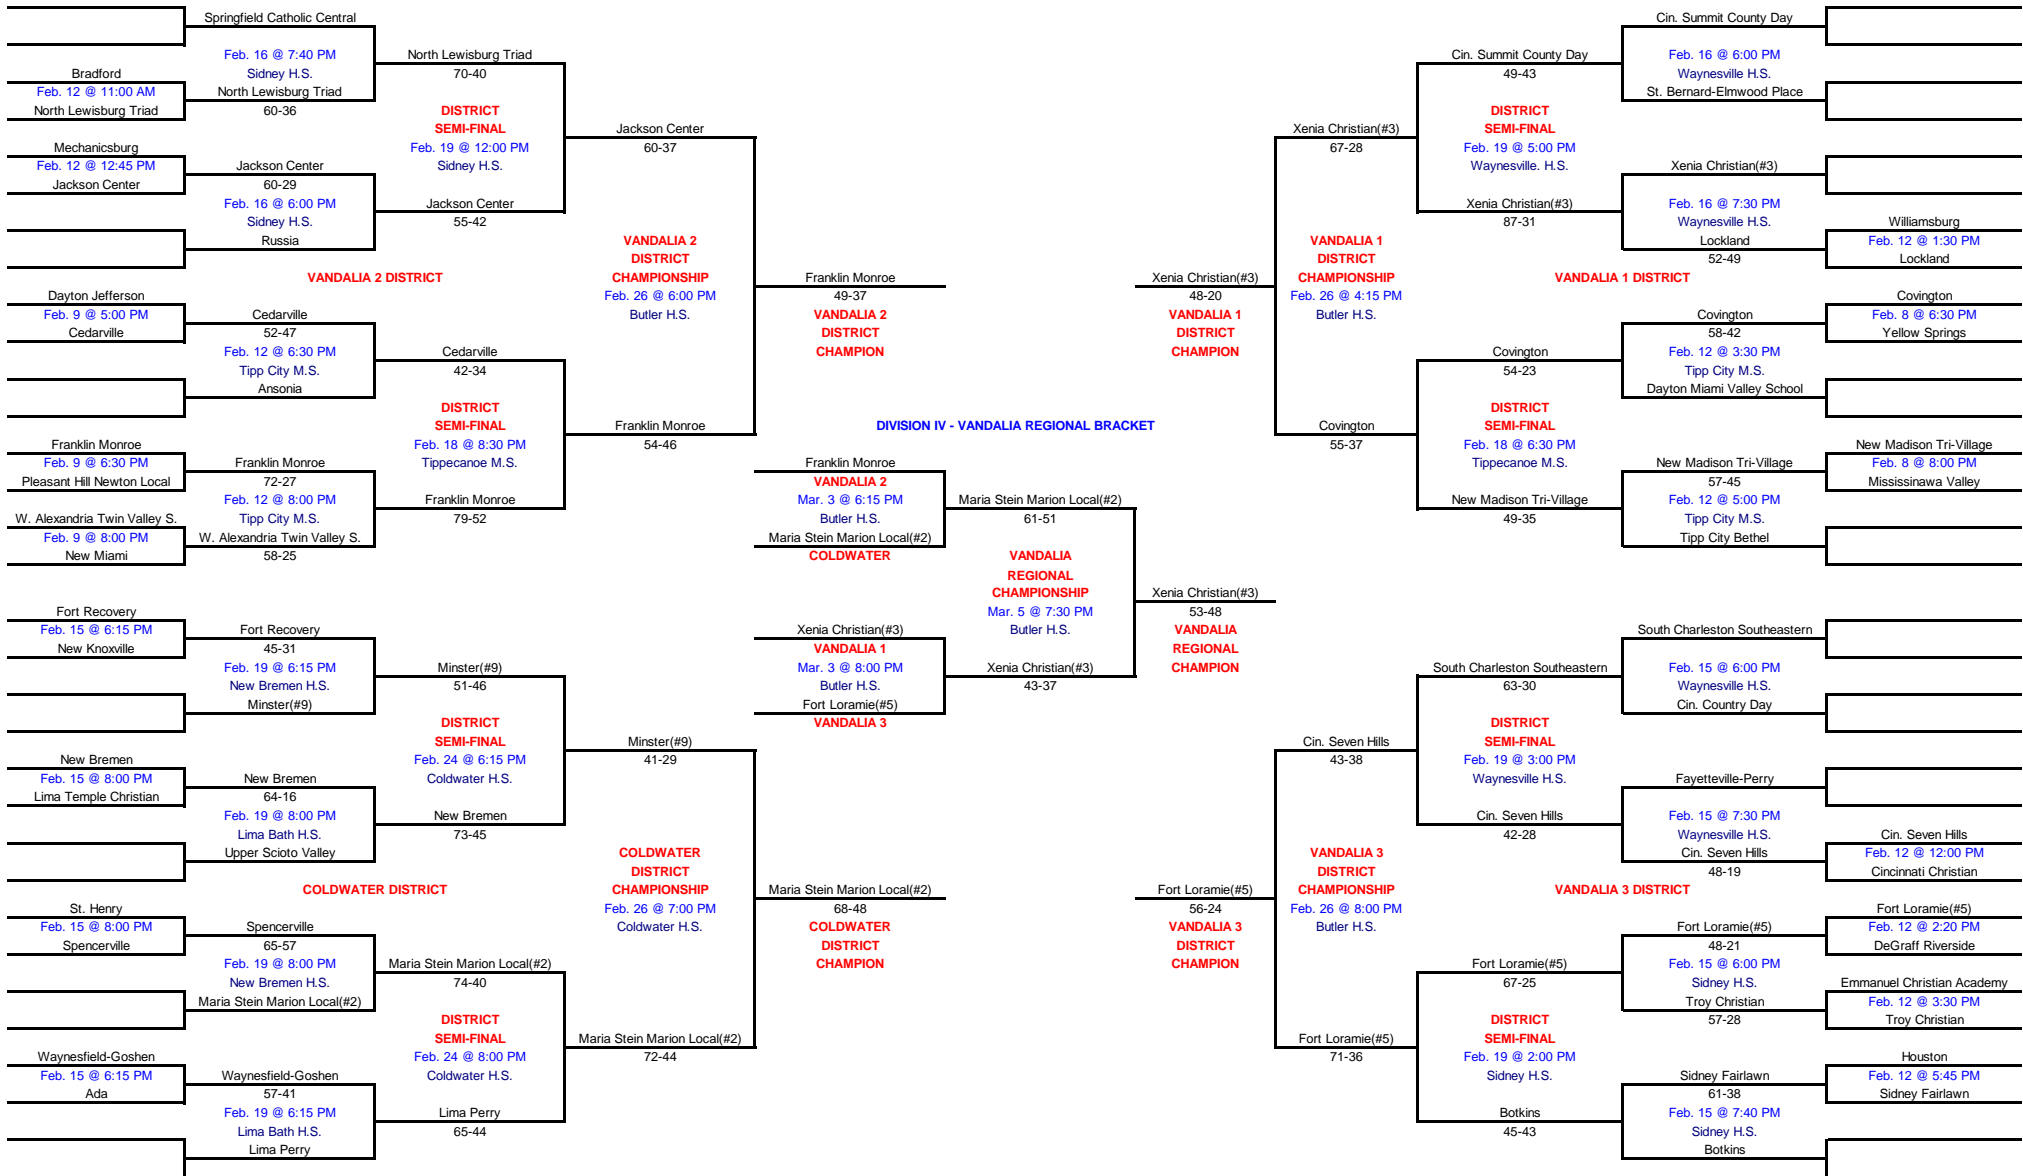 Springfield Catholic Central
Feb. 16 @ 7:40 PM
Sidney H.S.
Bradford
Feb. 12 @ 11:00 AM
North Lewisburg Triad
North Lewisburg Triad
60-36
North Lewisburg Triad
70-40
DISTRICT
SEMI-FINAL
Feb. 19 @ 12:00 PM
Sidney H.S.
Mechanicsburg
Feb. 12 @ 12:45 PM
Jackson Center
Jackson Center
60-29
Feb. 16 @ 6:00 PM
Sidney H.S.
Russia
Jackson Center
55-42
Jackson Center
60-37
VANDALIA 2 DISTRICT
VANDALIA 2
DISTRICT
CHAMPIONSHIP
Feb. 26 @ 6:00 PM
Butler H.S.
Franklin Monroe
49-37
VANDALIA 2
DISTRICT
CHAMPION
Dayton Jefferson
Feb. 9 @ 5:00 PM
Cedarville
Cedarville
52-47
Feb. 12 @ 6:30 PM
Tipp City M.S.
Ansonia
Cedarville
42-34
DISTRICT
SEMI-FINAL
Feb. 18 @ 8:30 PM
Tippecanoe M.S.
Franklin Monroe
54-46
Franklin Monroe
Feb. 9 @ 6:30 PM
Pleasant Hill Newton Local
Franklin Monroe
72-27
Feb. 12 @ 8:00 PM
Tipp City M.S.
W. Alexandria Twin Valley S.
58-25
Franklin Monroe
79-52
W. Alexandria Twin Valley S.
Feb. 9 @ 8:00 PM
New Miami
Cin. Summit County Day
Feb. 16 @ 6:00 PM
Waynesville H.S.
St. Bernard-Elmwood Place
Cin. Summit County Day
49-43
DISTRICT
SEMI-FINAL
Feb. 19 @ 5:00 PM
Waynesville. H.S.
Xenia Christian(#3)
67-28
Xenia Christian(#3)
Feb. 16 @ 7:30 PM
Waynesville H.S.
Lockland
52-49
Xenia Christian(#3)
87-31
Williamsburg
Feb. 12 @ 1:30 PM
Lockland
VANDALIA 1
DISTRICT
CHAMPIONSHIP
Feb. 26 @ 4:15 PM
Butler H.S.
VANDALIA 1 DISTRICT
Xenia Christian(#3)
48-20
VANDALIA 1
DISTRICT
CHAMPION
Covington
Feb. 8 @ 6:30 PM
Yellow Springs
Covington
58-42
Feb. 12 @ 3:30 PM
Tipp City M.S.
Dayton Miami Valley School
Covington
54-23
DISTRICT
SEMI-FINAL
Feb. 18 @ 6:30 PM
Tippecanoe M.S.
Covington
55-37
New Madison Tri-Village
Feb. 8 @ 8:00 PM
Mississinawa Valley
New Madison Tri-Village
57-45
Feb. 12 @ 5:00 PM
Tipp City M.S.
Tipp City Bethel
New Madison Tri-Village
49-35
DIVISION IV - VANDALIA REGIONAL BRACKET
Franklin Monroe
VANDALIA 2
Mar. 3 @ 6:15 PM
Butler H.S.
Maria Stein Marion Local(#2)
COLDWATER
Maria Stein Marion Local(#2)
61-51
VANDALIA
REGIONAL
CHAMPIONSHIP
Mar. 5 @ 7:30 PM
Butler H.S.
Xenia Christian(#3)
53-48
VANDALIA
REGIONAL
CHAMPION
Xenia Christian(#3)
VANDALIA 1
Mar. 3 @ 8:00 PM
Butler H.S.
Fort Loramie(#5)
VANDALIA 3
Xenia Christian(#3)
43-37
Fort Recovery
Feb. 15 @ 6:15 PM
New Knoxville
Fort Recovery
45-31
Feb. 19 @ 6:15 PM
New Bremen H.S.
Minster(#9)
Minster(#9)
51-46
DISTRICT
SEMI-FINAL
Feb. 24 @ 6:15 PM
Coldwater H.S.
Minster(#9)
41-29
New Bremen
Feb. 15 @ 8:00 PM
Lima Temple Christian
New Bremen
64-16
Feb. 19 @ 8:00 PM
Lima Bath H.S.
Upper Scioto Valley
New Bremen
73-45
COLDWATER DISTRICT
COLDWATER
DISTRICT
CHAMPIONSHIP
Feb. 26 @ 7:00 PM
Coldwater H.S.
Maria Stein Marion Local(#2)
68-48
COLDWATER
DISTRICT
CHAMPION
St. Henry
Feb. 15 @ 8:00 PM
Spencerville
Spencerville
65-57
Feb. 19 @ 8:00 PM
New Bremen H.S.
Maria Stein Marion Local(#2)
Maria Stein Marion Local(#2)
74-40
DISTRICT
SEMI-FINAL
Feb. 24 @ 8:00 PM
Coldwater H.S.
Maria Stein Marion Local(#2)
72-44
Waynesfield-Goshen
Feb. 15 @ 6:15 PM
Ada
Waynesfield-Goshen
57-41
Feb. 19 @ 6:15 PM
Lima Bath H.S.
Lima Perry
Lima Perry
65-44
South Charleston Southeastern
Feb. 15 @ 6:00 PM
Waynesville H.S.
Cin. Country Day
South Charleston Southeastern
63-30
DISTRICT
SEMI-FINAL
Feb. 19 @ 3:00 PM
Waynesville H.S.
Cin. Seven Hills
43-38
Fayetteville-Perry
Feb. 15 @ 7:30 PM
Waynesville H.S.
Cin. Seven Hills
48-19
Cin. Seven Hills
42-28
Cin. Seven Hills
Feb. 12 @ 12:00 PM
Cincinnati Christian
VANDALIA 3
DISTRICT
CHAMPIONSHIP
Feb. 26 @ 8:00 PM
Butler H.S.
VANDALIA 3 DISTRICT
Fort Loramie(#5)
56-24
VANDALIA 3
DISTRICT
CHAMPION
Fort Loramie(#5)
Feb. 12 @ 2:20 PM
DeGraff Riverside
Fort Loramie(#5)
48-21
Feb. 15 @ 6:00 PM
Sidney H.S.
Troy Christian
57-28
Emmanuel Christian Academy
Feb. 12 @ 3:30 PM
Troy Christian
Fort Loramie(#5)
67-25
DISTRICT
SEMI-FINAL
Feb. 19 @ 2:00 PM
Sidney H.S.
Fort Loramie(#5)
71-36
Houston
Feb. 12 @ 5:45 PM
Sidney Fairlawn
Sidney Fairlawn
61-38
Feb. 15 @ 7:40 PM
Sidney H.S.
Botkins
Botkins
45-43